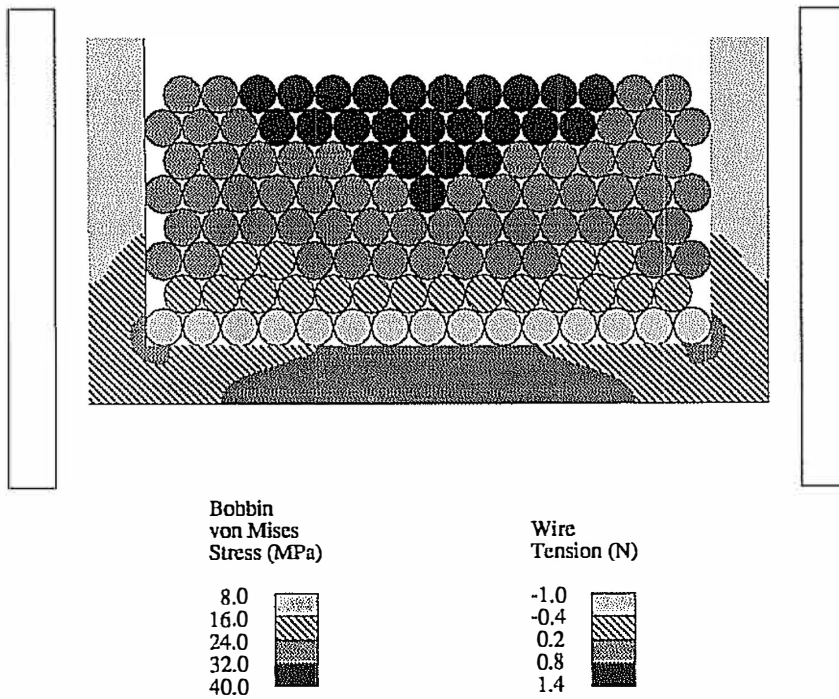 Bobbin
von Mises
Stress (MPa)
8.0
16.0
24.0
32.0
40.0
Wire
Tension (N)
-1.0
-0.4
0.2
0.8
1.4